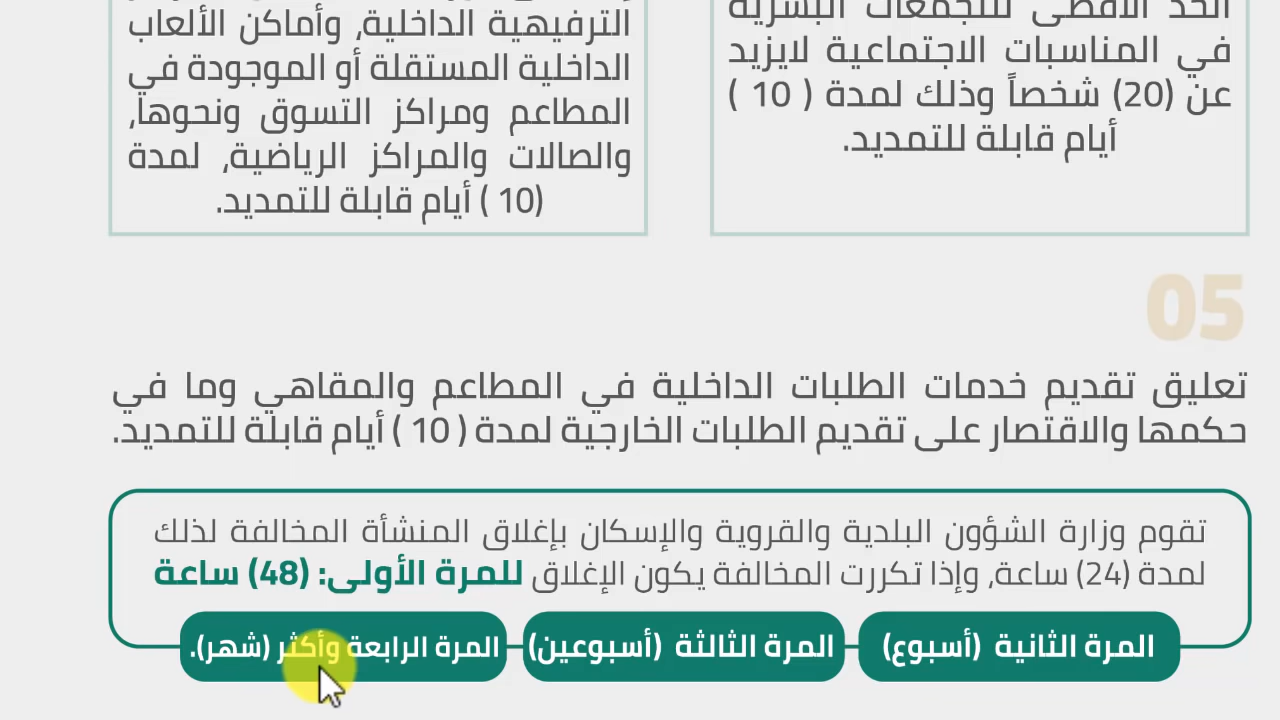 الحد الأقصى للتجمعات البشرية
في المناسبات الاجتماعية لايزيد
عن (20) شخصاً وذلك لمدة ( 10 )
أيام قابلة للتمديد.
الترفيهية الداخلية، وأماكن الألعاب
الداخلية المستقلة أو الموجودة في
المطاعم ومراكز التسوق ونحوها،
والصالات والمراكز الرياضية، لمدة
(10 ) أيام قابلة للتمديد.
05
تعليق تقديم خدمات الطلبات الداخلية في المطاعم والمقاهي وما في
حكمها والاقتصار على تقديم الطلبات الخارجية لمدة ( 10 ) أيام قابلة للتمديد.
تقوم وزارة الشؤون البلدية والقروية والإسكان بإغلاق المنشأة المخالفة لذلك
لمدة (24) ساعة، وإذا تكررت المخالفة يكون الإغلاق للمرة الأولى: (48) ساعة
المرة الثانية (أسبوع)
المرة الثالثة (أسبوعين)
المرة الرابعة وأكثر (شهر).